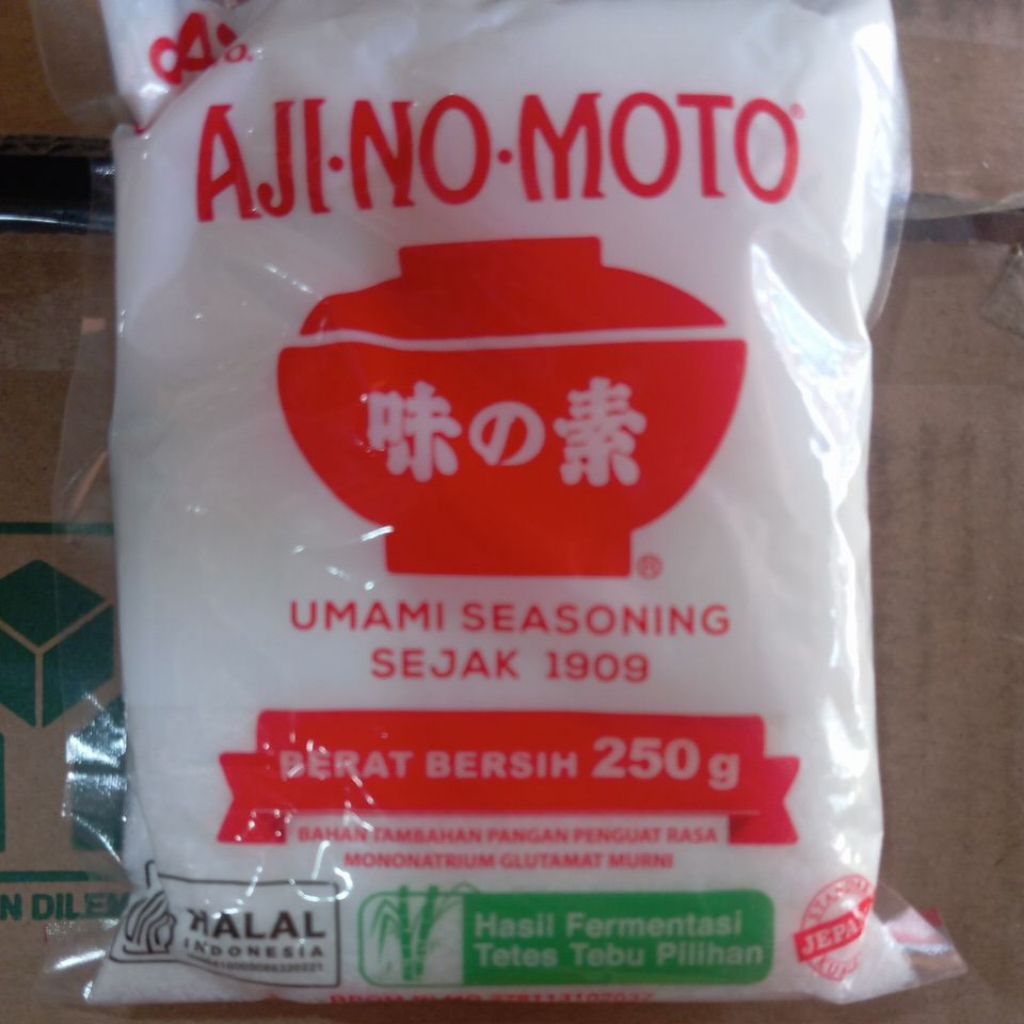 AJI·NO·MOTO®
味の素
®
UMAMI SEASONING
SEJAK 1909
BERAT BERSIH 250 g
BAHAN TAMBAHAN PANGAN PENGUAT RASA
MONONATRIUM GLUTAMAT MURNI
HALAL
INDONESIA
Hasil Fermentasi
Tetes Tebu Pilihan